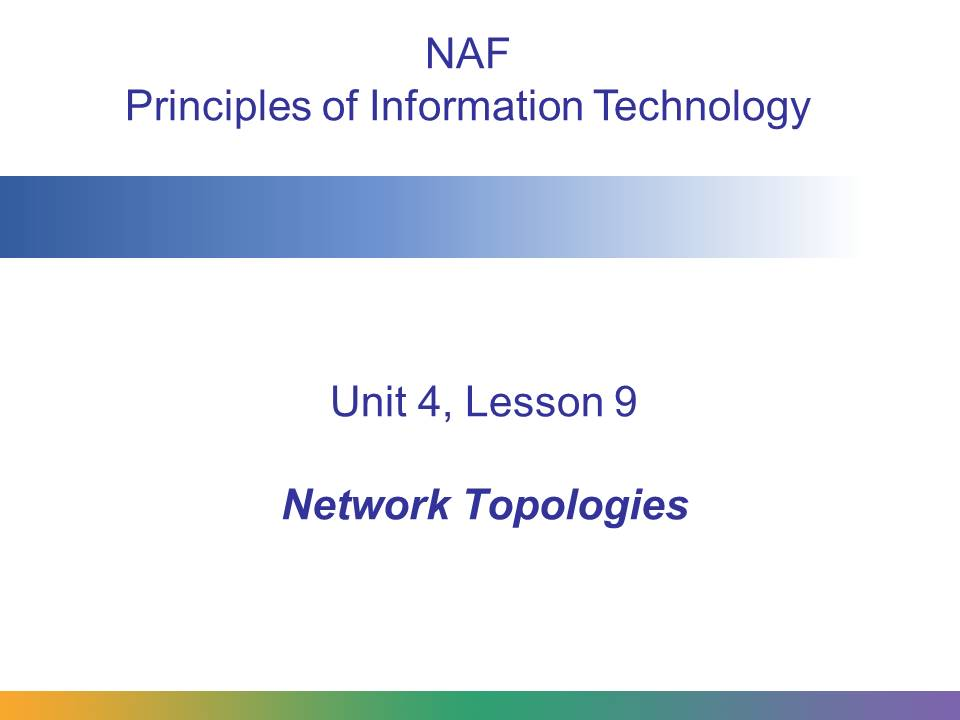 NAF
Principles of Information Technology
Unit 4, Lesson 9
Network Topologies